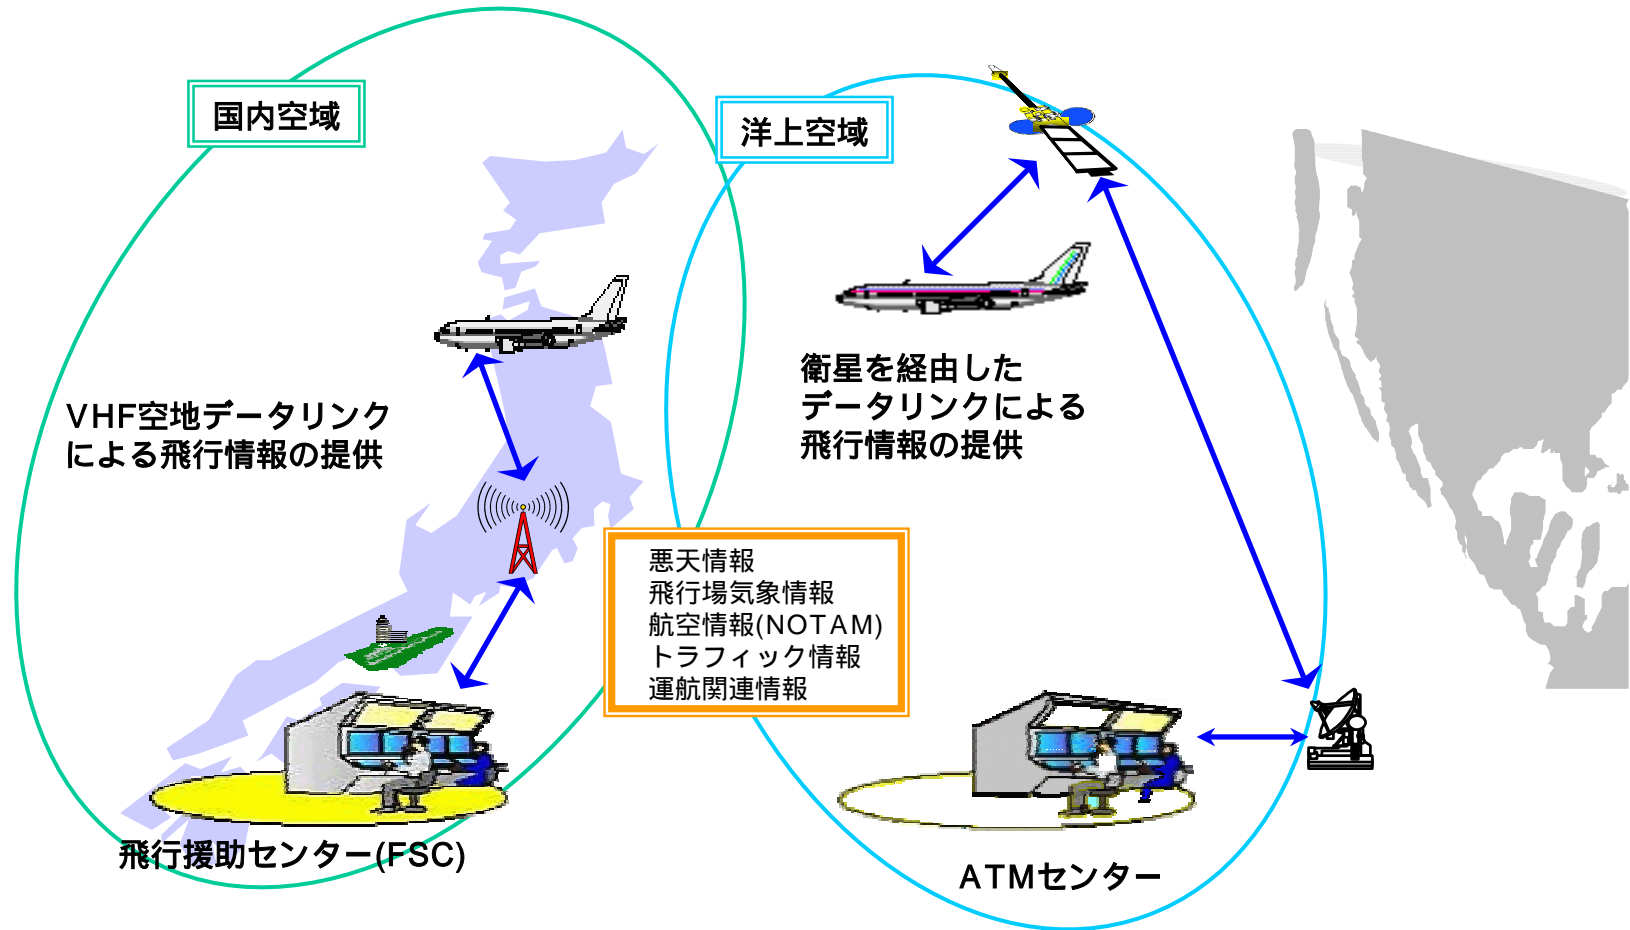 国内空域
洋上空域
VHF空地データリンク
による飛行情報の提供
衛星を経由した
データリンクによる
飛行情報の提供
悪天情報
飛行場気象情報
航空情報(NOTAM)
トラフィック情報
運航関連情報
飛行援助センター(FSC)
ATMセンター